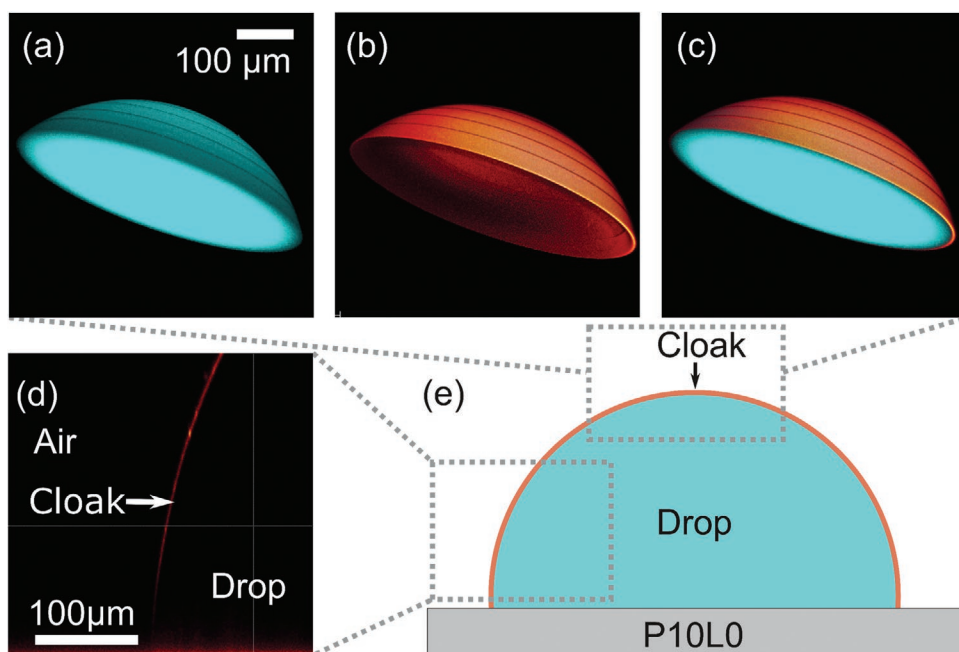 (a)
100 µm
(b)
(c)
(d)
Air
Cloak
Drop
100µm
(e)
Cloak
Drop
P10L0